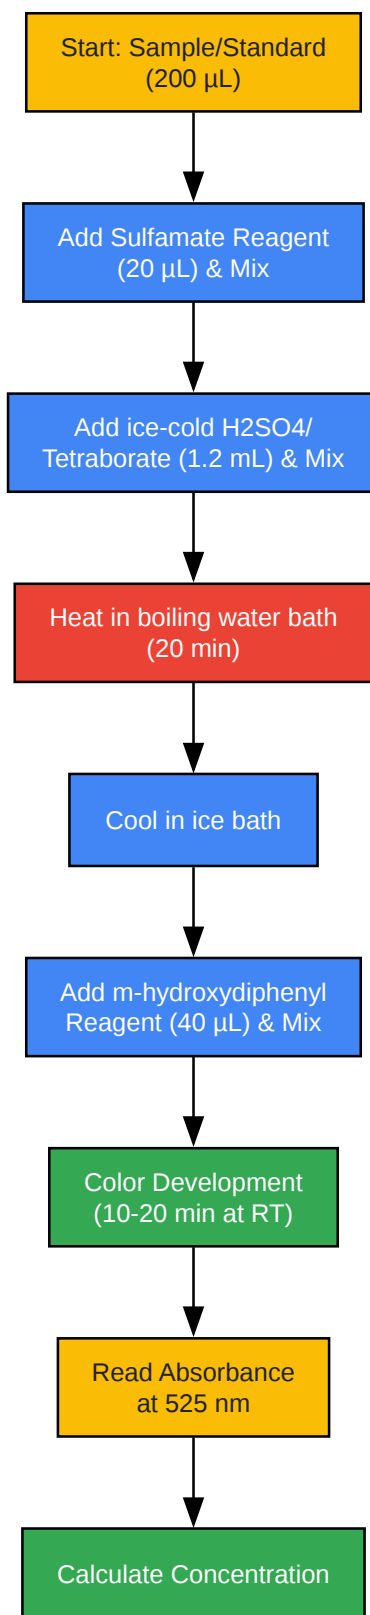 Start: Sample/Standard
(200 µL)
Add Sulfamate Reagent
(20 µL) & Mix
Add ice-cold H2SO4/
Tetraborate (1.2 mL) & Mix
Heat in boiling water bath
(20 min)
Cool in ice bath
Add m-hydroxydiphenyl
Reagent (40 µL) & Mix
Color Development
(10-20 min at RT)
Read Absorbance
at 525 nm
Calculate Concentration